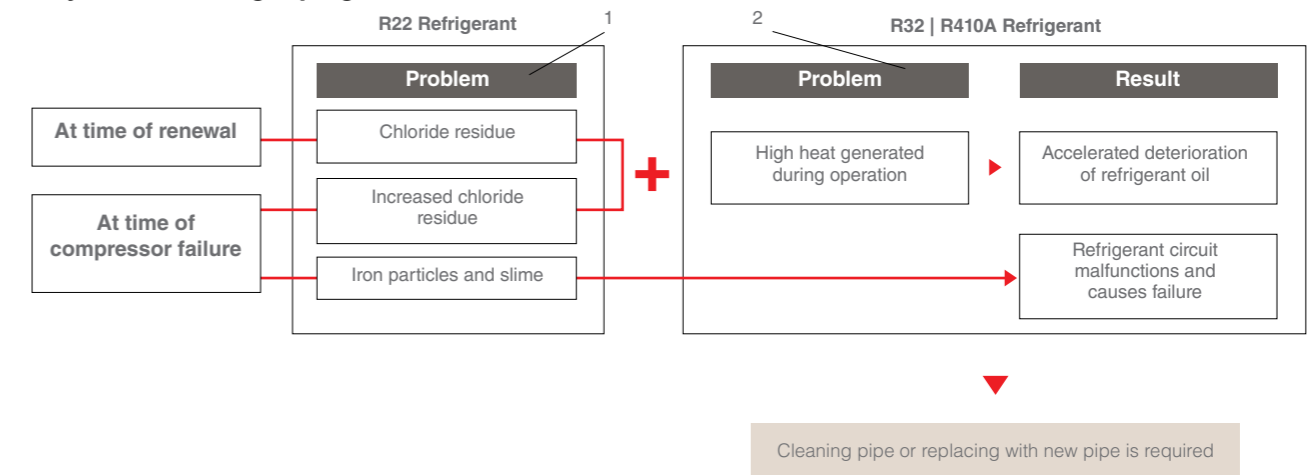 R22 Refrigerant
1
2
R32 | R410A Refrigerant
Problem
Problem
Result
At time of renewal
Chloride residue
High heat generated
during operation
Accelerated deterioration
of refrigerant oil
At time of
compressor failure
Increased chloride
residue
Iron particles and slime
Refrigerant circuit
malfunctions and
causes failure
Cleaning pipe or replacing with new pipe is required